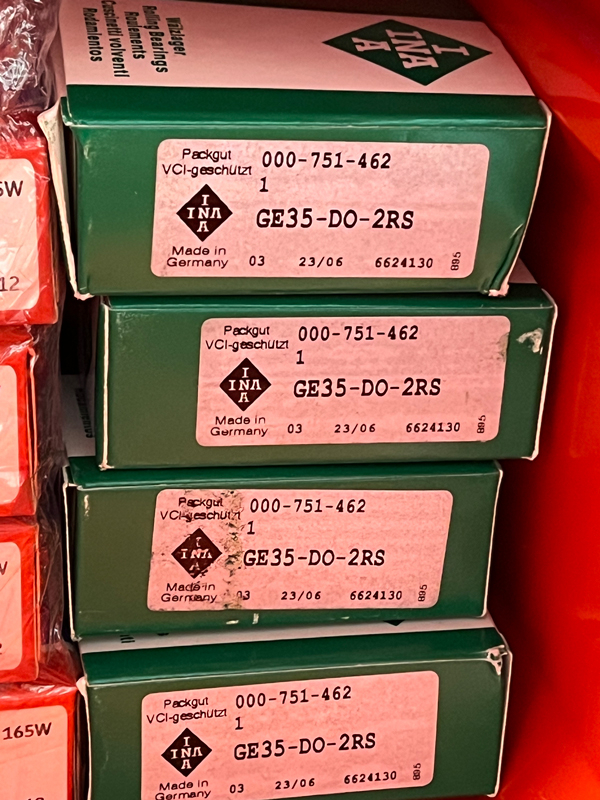 Wälzlager
Rolling Bearings
Roulements
Cuscinetti volventi
Rodamientos
I
INA
A
Packgut
VCI-geschützt
000-751-462
1
I
INA
A
GE35-DO-2RS
Made in
Germany
03 23/06 6624130
895
Packgut
VCI-geschützt
000-751-462
1
I
INA
A
GE35-DO-2RS
Made in
Germany
03 23/06 6624130
895
Packgut
VCI-geschützt
000-751-462
1
I
INA
A
GE35-DO-2RS
Made in
Germany
03 23/06 6624130
895
Packgut
VCI-geschützt
000-751-462
1
I
INA
A
GE35-DO-2RS
Made in
Germany
03 23/06 6624130
895
165W